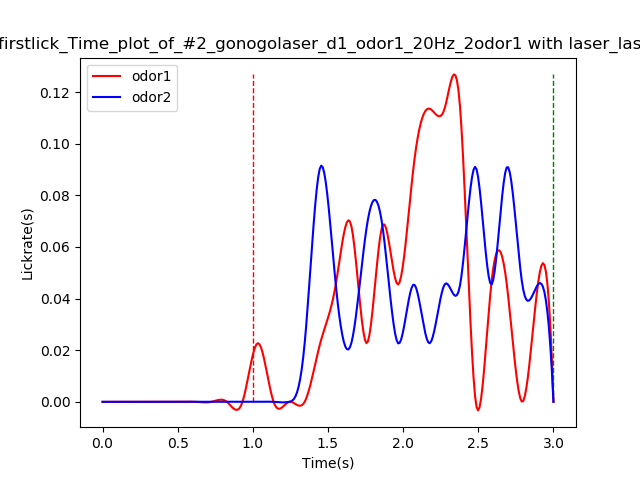 firstlick_Time_plot_of_#2_gonogolaser_d1_odor1_20Hz_2odor1 with laser_las
odor1
odor2
Lickrate(s)
0.12
0.10
0.08
0.06
0.04
0.02
0.00
0.0 0.5 1.0 1.5 2.0 2.5 3.0
Time(s)